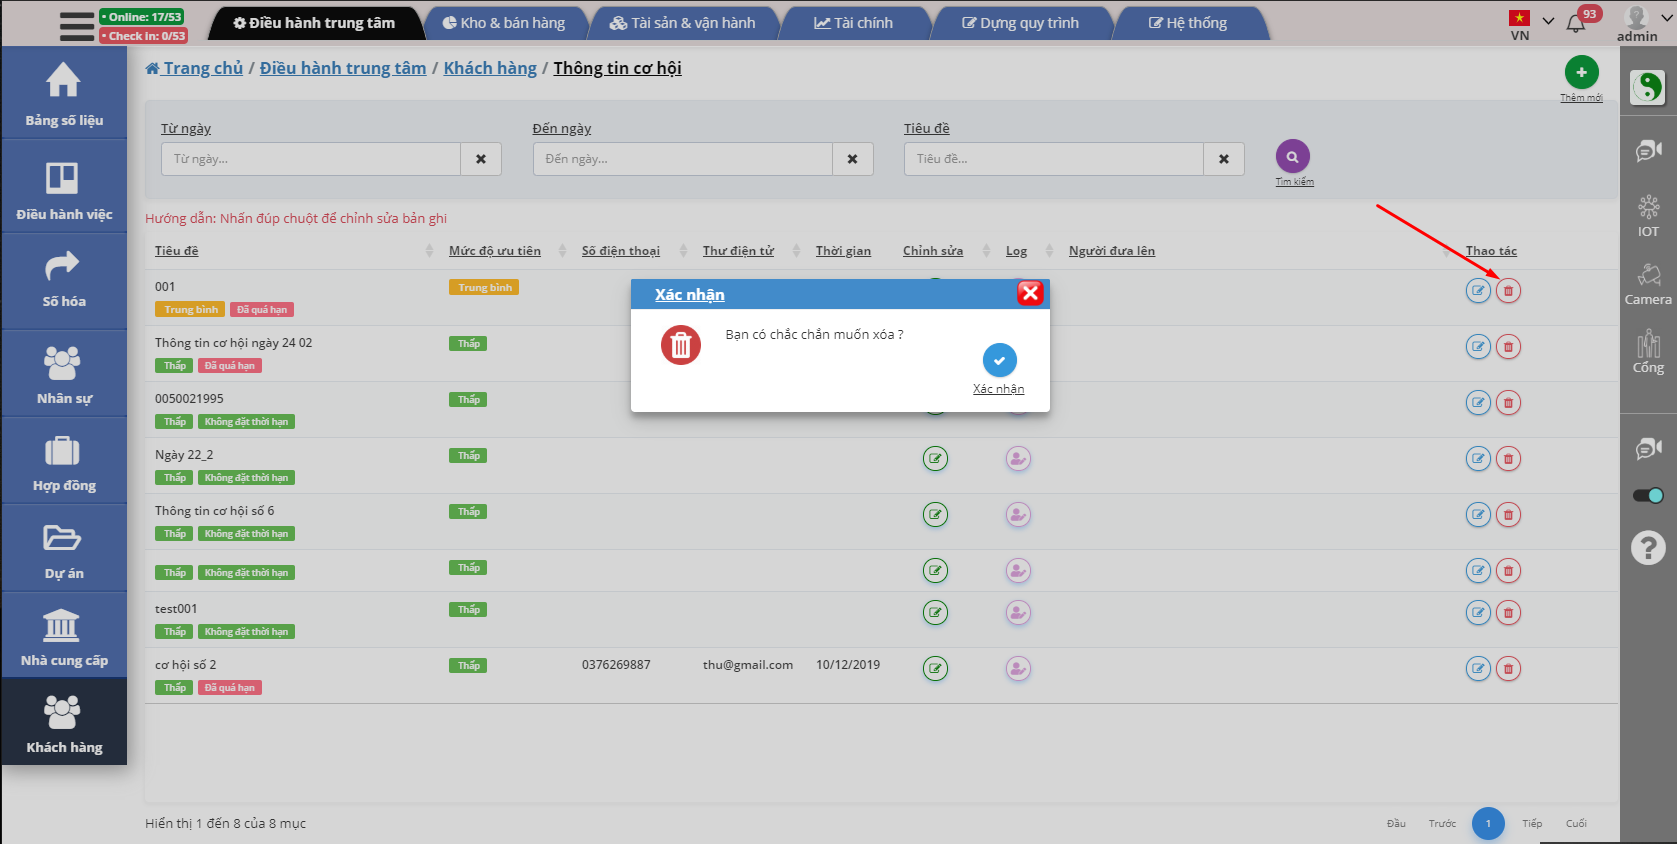 • Online: 17/53
• Check in: 0/53
Điều hành trung tâm
Kho & bán hàng
Tài sản & vận hành
Tài chính
Dựng quy trình
Hệ thống
VN
93
admin
Bảng số liệu
Điều hành việc
Số hóa
Nhân sự
Hợp đồng
Dự án
Nhà cung cấp
Khách hàng
Trang chủ / Điều hành trung tâm / Khách hàng / Thông tin cơ hội
Thêm mới
Từ ngày
Đến ngày
Tiêu đề
Từ ngày...
Đến ngày...
Tiêu đề...
Tìm kiếm
Hướng dẫn: Nhấn đúp chuột để chỉnh sửa bản ghi
Tiêu đề Mức độ ưu tiên Số điện thoại Thư điện tử Thời gian Chỉnh sửa Log Người đưa lên Thao tác
001 Trung bình
Trung bình Đã quá hạn
Thông tin cơ hội ngày 24 02 Thấp
Thấp Đã quá hạn
0050021995 Thấp
Thấp Không đặt thời hạn
Ngày 22_2 Thấp
Thấp Không đặt thời hạn
Thông tin cơ hội số 6 Thấp
Thấp Không đặt thời hạn
Thấp
Thấp Không đặt thời hạn
test001 Thấp
Thấp Không đặt thời hạn
cơ hội số 2 Thấp 0376269887 thu@gmail.com 10/12/2019
Thấp Đã quá hạn
Xác nhận
Bạn có chắc chắn muốn xóa ?
Xác nhận
Hiển thị 1 đến 8 của 8 mục
Đầu Trước 1 Tiếp Cuối
IOT
Camera
Cổng